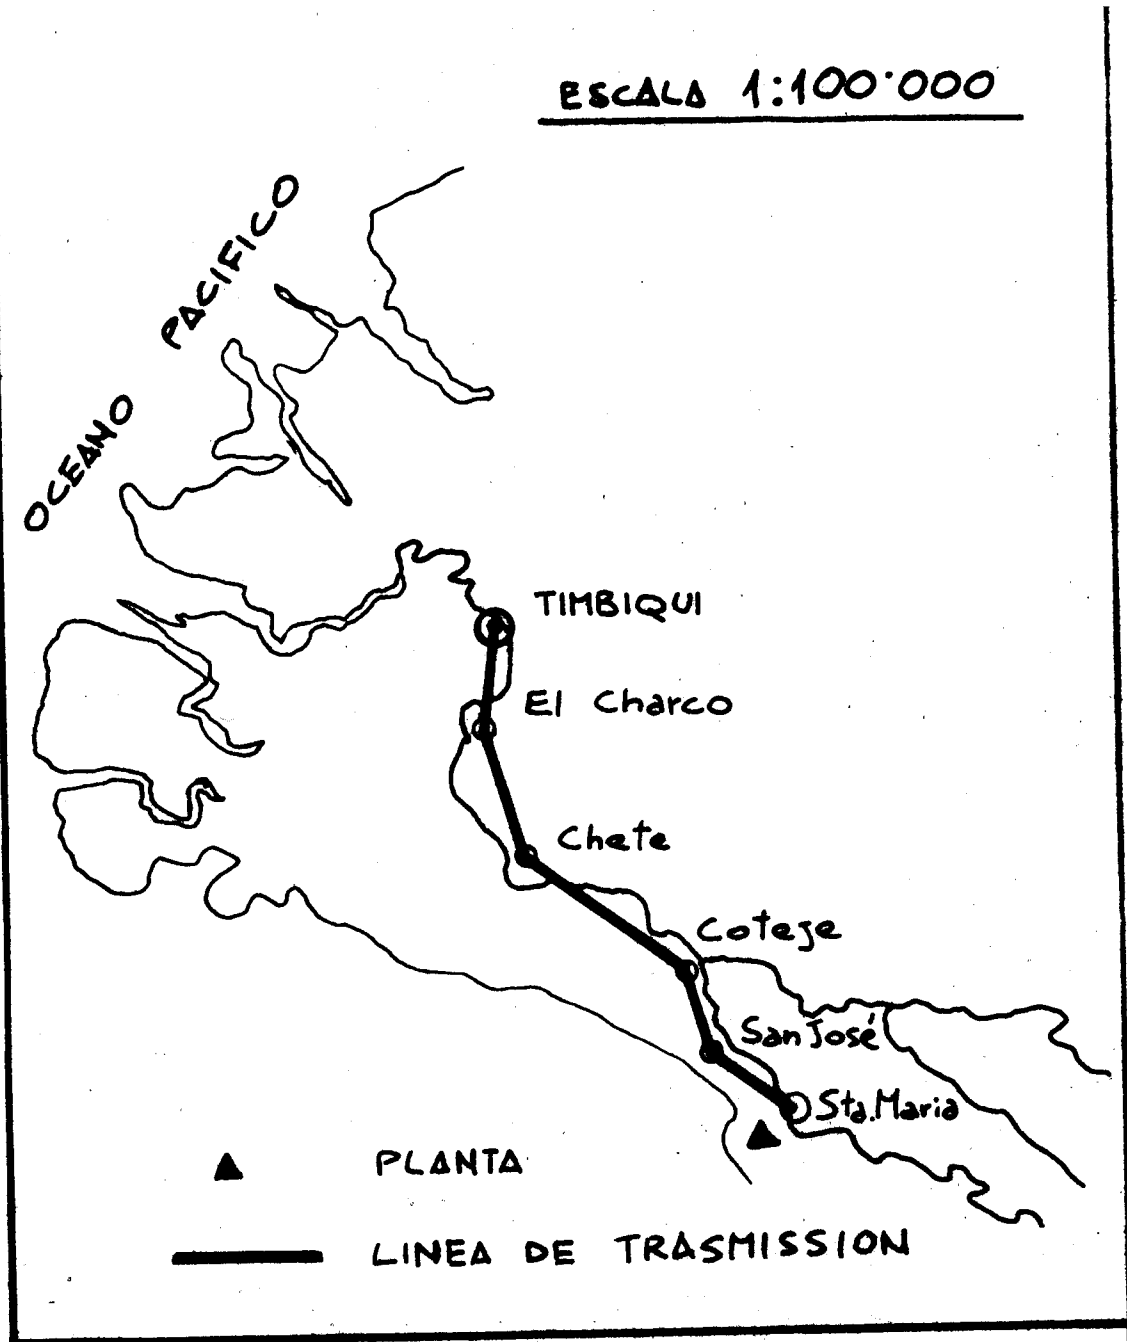 ESCALA 1:100.000
OCEANO PACIFICO
TIMBIQUI
El Charco
Chete
Coteje
San José
Sta.Maria
PLANTA
LINEA DE TRASMISSION